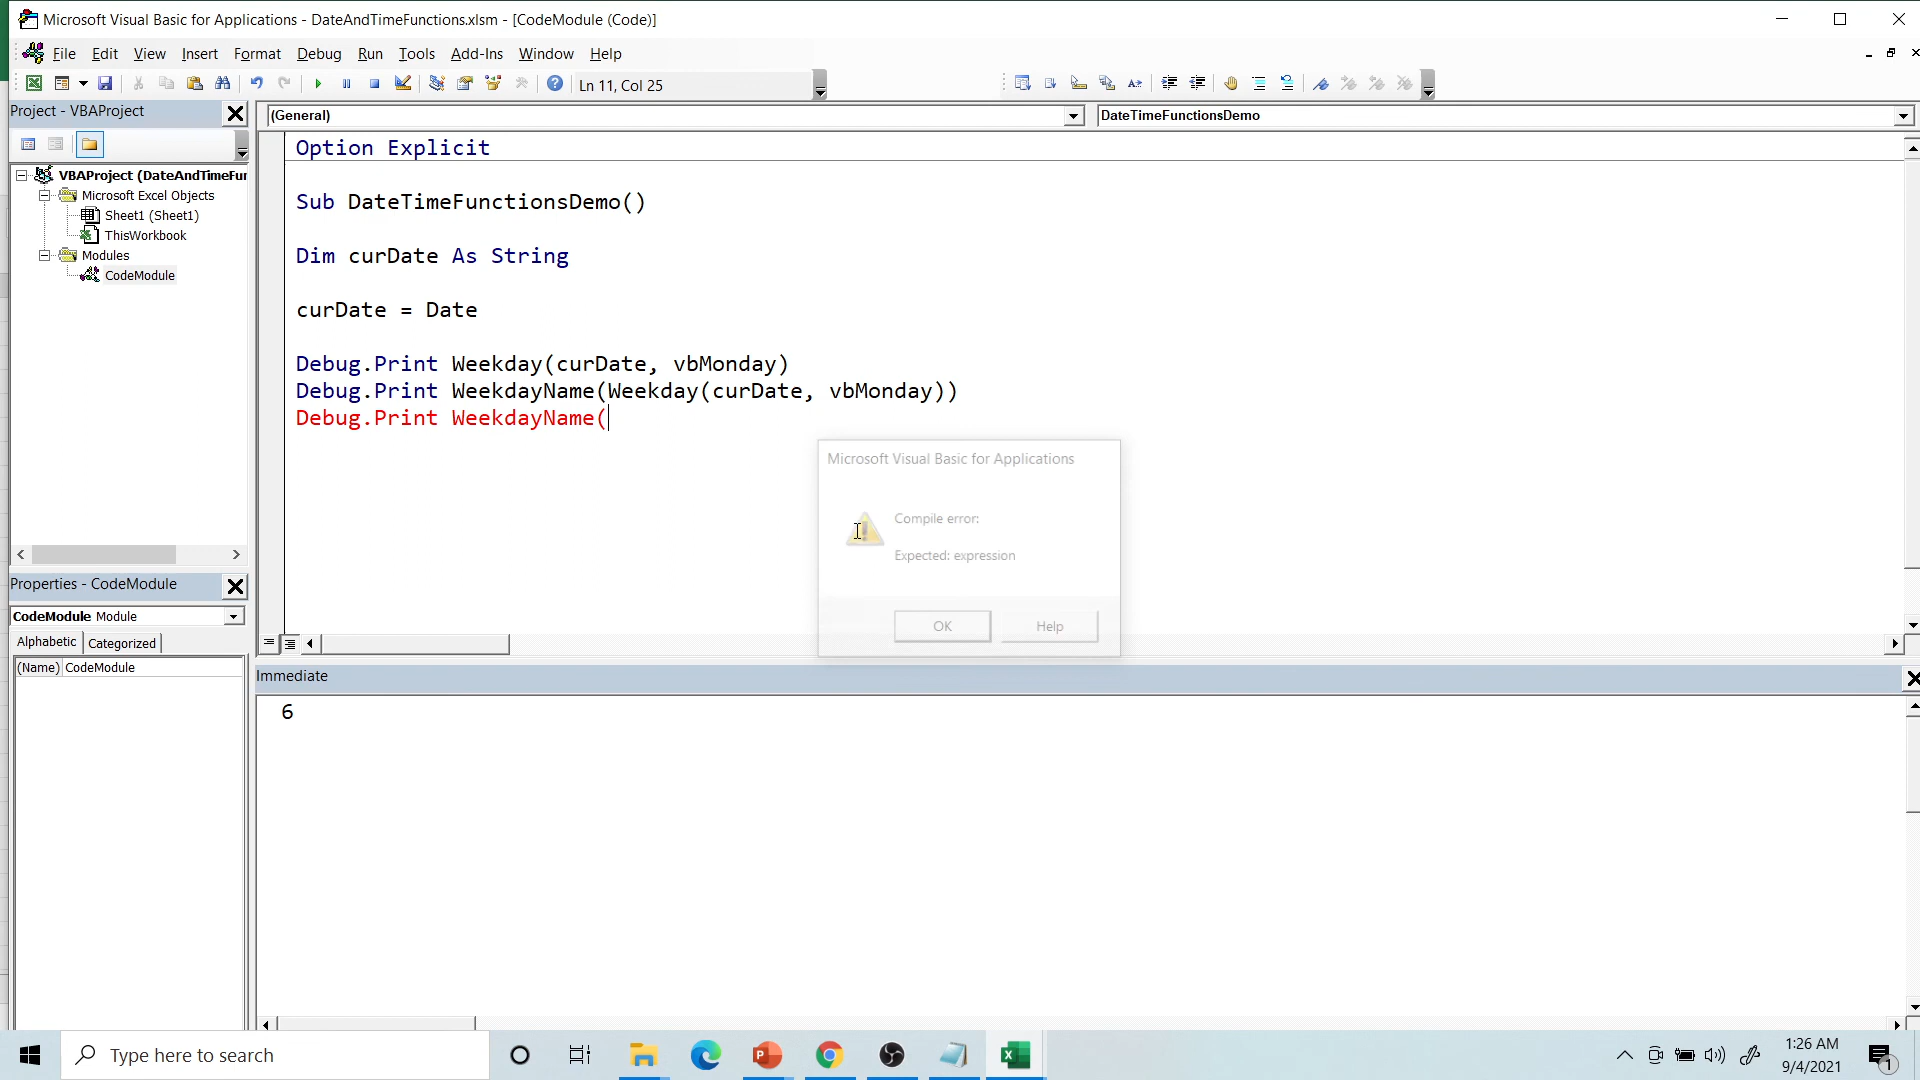 Microsoft Visual Basic for Applications - DateAndTimeFunctions.xlsm - [CodeModule (Code)]
File Edit View Insert Format Debug Run Tools Add-Ins Window Help
Ln 11, Col 25
Project - VBAProject
(General)
DateTimeFunctionsDemo
VBAProject (DateAndTimeFun
Microsoft Excel Objects
Sheet1 (Sheet1)
ThisWorkbook
Modules
CodeModule
Option Explicit
Sub DateTimeFunctionsDemo()
Dim curDate As String
curDate = Date
Debug.Print Weekday(curDate, vbMonday)
Debug.Print WeekdayName(Weekday(curDate, vbMonday))
Debug.Print WeekdayName(
Microsoft Visual Basic for Applications
Compile error:
Expected: expression
OK Help
Properties - CodeModule
CodeModule Module
Alphabetic Categorized
(Name) CodeModule
Immediate
6
Type here to search
1:26 AM
9/4/2021
1